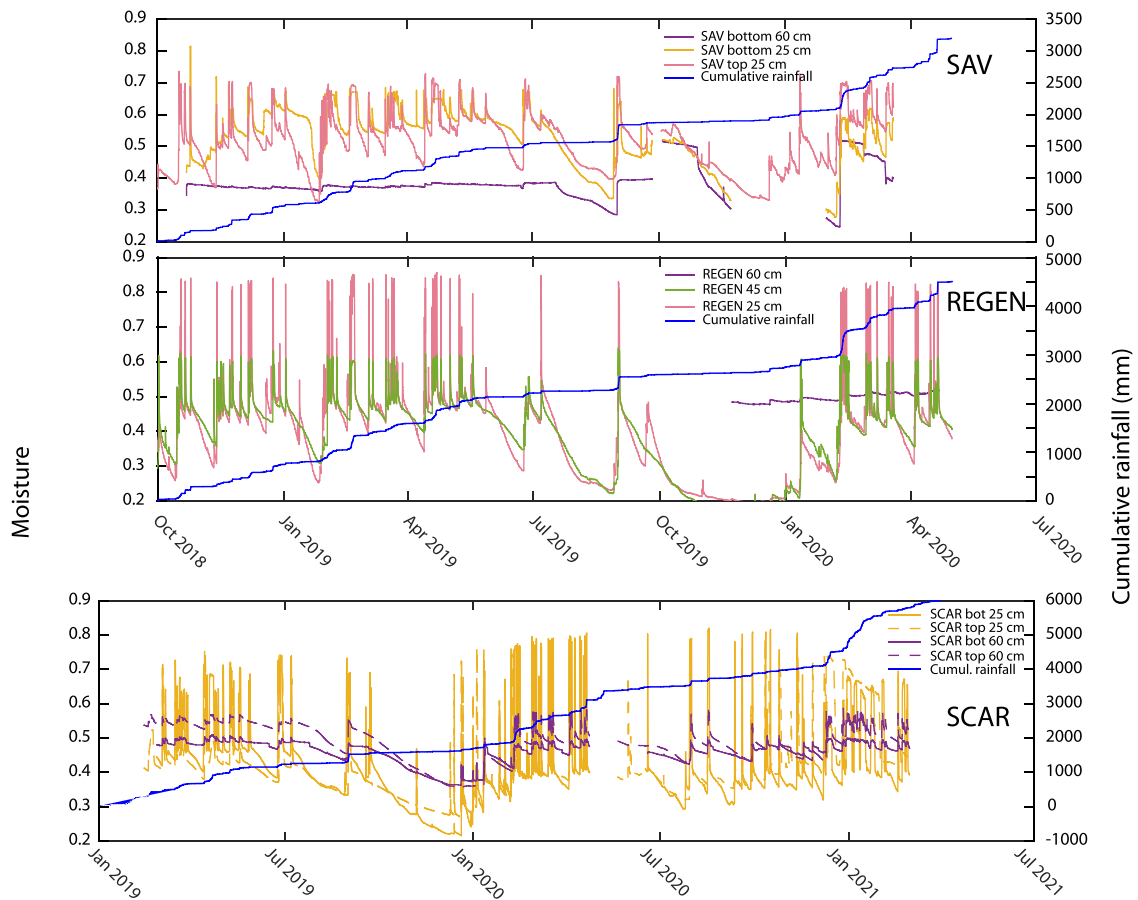 0.9
0.8
0.7
0.6
0.5
0.4
0.3
0.2
SAV bottom 60 cm
SAV bottom 25 cm
SAV top 25 cm
Cumulative rainfall
SAV
3500
3000
2500
2000
1500
1000
500
0
0.9
0.8
0.7
0.6
0.5
0.4
0.3
0.2
REGEN 60 cm
REGEN 45 cm
REGEN 25 cm
Cumulative rainfall
REGEN
5000
4000
3000
2000
1000
0
Oct 2018
Jan 2019
Apr 2019
Jul 2019
Oct 2019
Jan 2020
Apr 2020
Jul 2020
Moisture
Cumulative rainfall (mm)
0.9
0.8
0.7
0.6
0.5
0.4
0.3
0.2
SCAR bot 25 cm
SCAR top 25 cm
SCAR bot 60 cm
SCAR top 60 cm
Cumul. rainfall
SCAR
6000
5000
4000
3000
2000
1000
0
-1000
Jan 2019
Jul 2019
Jan 2020
Jul 2020
Jan 2021
Jul 2021